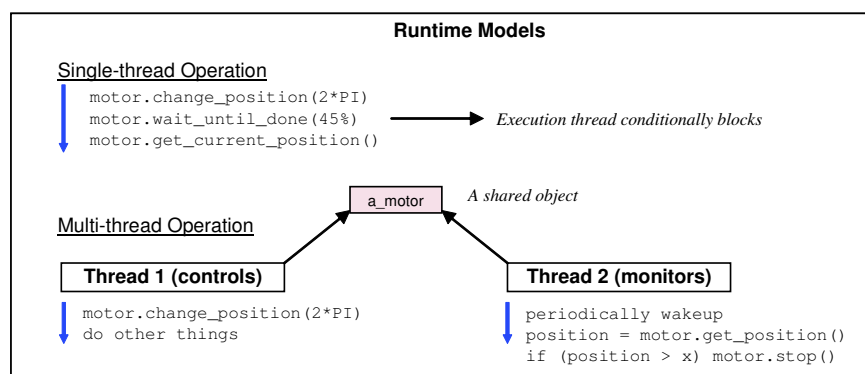 Runtime Models
Single-thread Operation
motor.change_position(2*PI)
motor.wait_until_done(45%)
motor.get_current_position()
Execution thread conditionally blocks
a_motor
A shared object
Multi-thread Operation
Thread 1 (controls)
motor.change_position(2*PI)
do other things
Thread 2 (monitors)
periodically wakeup
position = motor.get_position()
if (position > x) motor.stop()